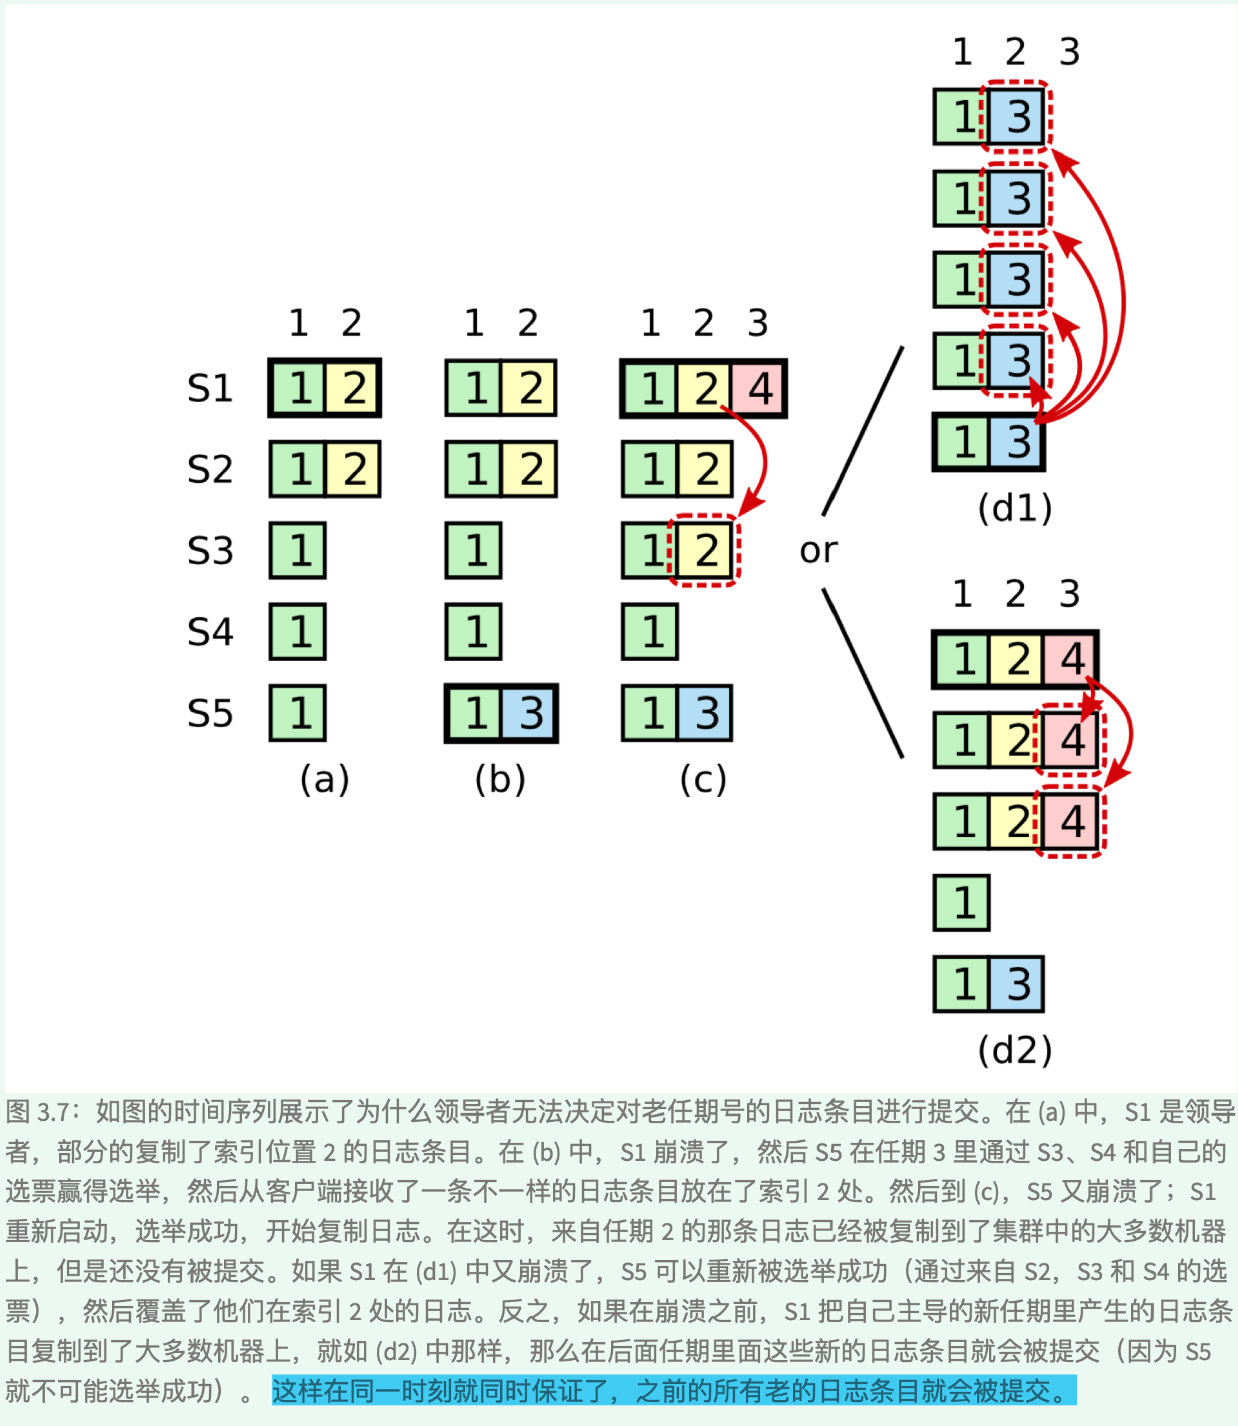 1 2 3
1 3
1 3
1 3
1 3
1 3
(d1)
1 2
1 2
1 2 3
S1 1 2
1 2
1 2 4
S2 1 2
1 2
1 2
S3 1
1
1 2
S4 1
1
1
S5 1
1 3
1 3
(a)
(b)
(c)
or
1 2 3
1 2 4
1 2 4
1 2 4
1
1 3
(d2)
图 3.7：如图的时间序列展示了为什么领导者无法决定对老任期号的日志条目进行提交。在 (a) 中，S1 是领导
者，部分的复制了索引位置 2 的日志条目。在 (b) 中，S1 崩溃了，然后 S5 在任期 3 里通过 S3、S4 和自己的
选票赢得选举，然后从客户端接收了一条不一样的日志条目放在了索引 2 处。然后到 (c)，S5 又崩溃了；S1
重新启动，选举成功，开始复制日志。在这时，来自任期 2 的那条日志已经被复制到了集群中的大多数机器
上，但是还没有被提交。如果 S1 在 (d1) 中又崩溃了，S5 可以重新被选举成功（通过来自 S2，S3 和 S4 的选
票），然后覆盖了他们在索引 2 处的日志。反之，如果在崩溃之前，S1 把自己主导的新任期里产生的日志条
目复制到了大多数机器上，就如 (d2) 中那样，那么在后面任期里面这些新的日志条目就会被提交（因为 S5
就不可能选举成功）。 这样在同一时刻就同时保证了，之前的所有老的日志条目就会被提交。